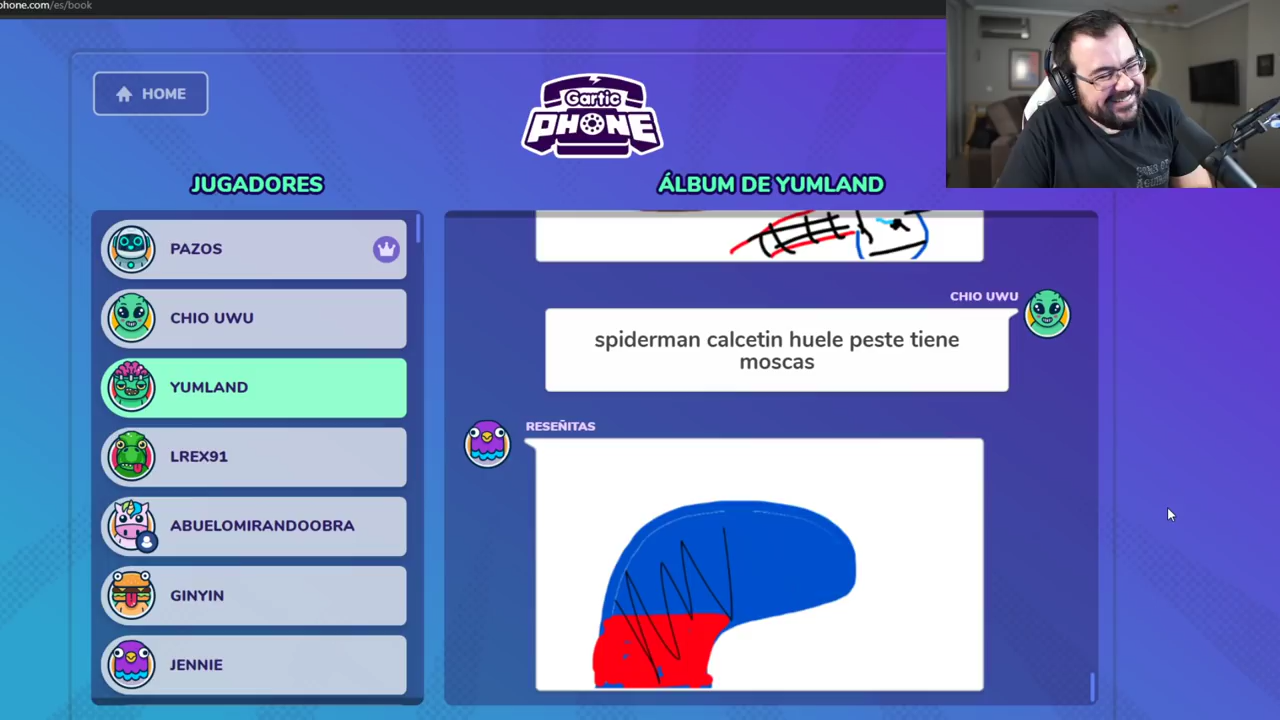 phone.com/es/book
HOME
Gartic
PHONE
JUGADORES
ÁLBUM DE YUMLAND
PAZOS
CHIO UWU
YUMLAND
LREX91
ABUELOMIRANDOOBRA
GINYIN
JENNIE
CHIO UWU
spiderman calcetin huele peste tiene
moscas
RESEÑITAS